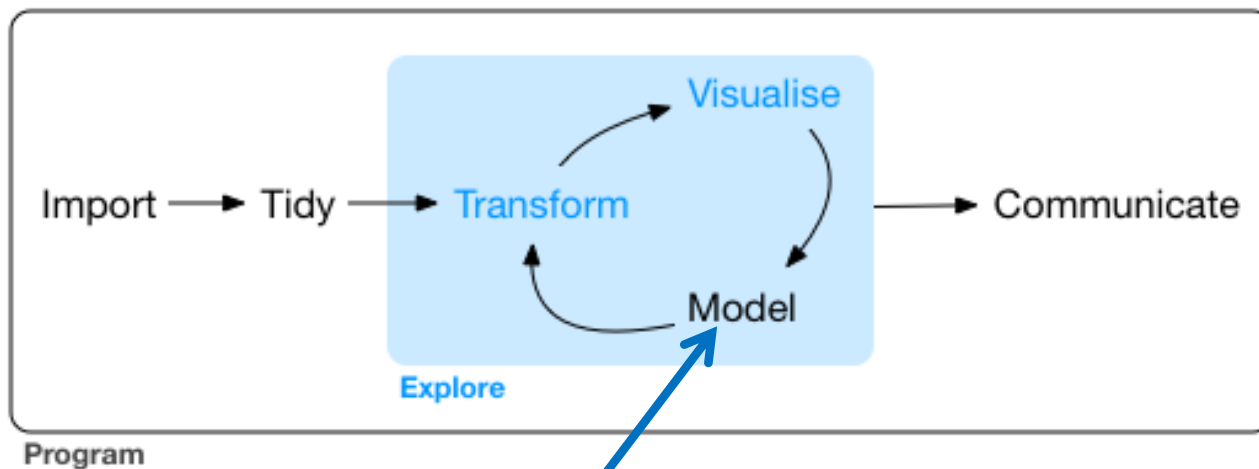 Visualise
Import Tidy Transform Communicate
Model
Explore
Program